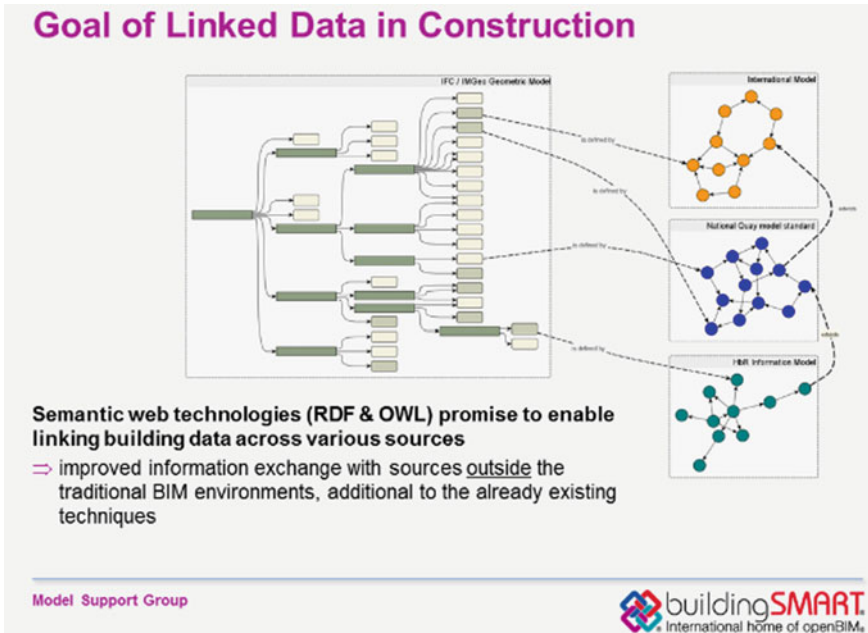 Goal of Linked Data in Construction
IFC / IMGeo Geometric Model
International Model
is defined by
is defined by
extends
National Quay model standard
is defined by
extends
is defined by
HbR Information Model
Semantic web technologies (RDF & OWL) promise to enable
linking building data across various sources
⇒ improved information exchange with sources outside the
traditional BIM environments, additional to the already existing
techniques
Model Support Group
buildingSMART®
International home of openBIM®